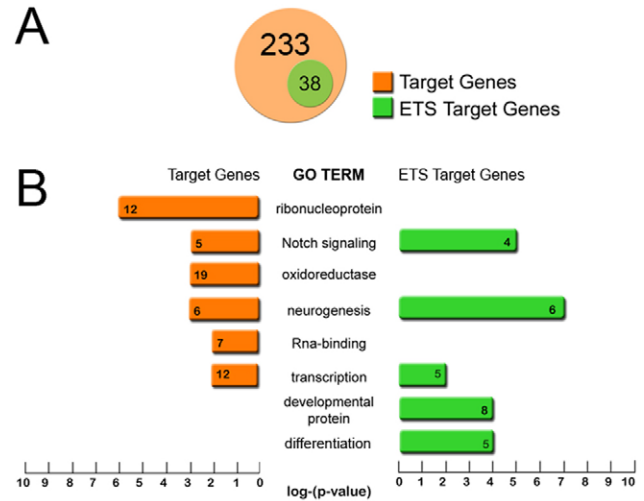 A
233
38
Target Genes
ETS Target Genes
B
Target Genes GO TERM ETS Target Genes
12 ribonucleoprotein
5 Notch signaling 4
19 oxidoreductase
6 neurogenesis 6
7 Rna-binding
12 transcription 5
developmental
protein 8
differentiation 5
10 9 8 7 6 5 4 3 2 1 0 0 1 2 3 4 5 6 7 8 9 10
log-(p-value)